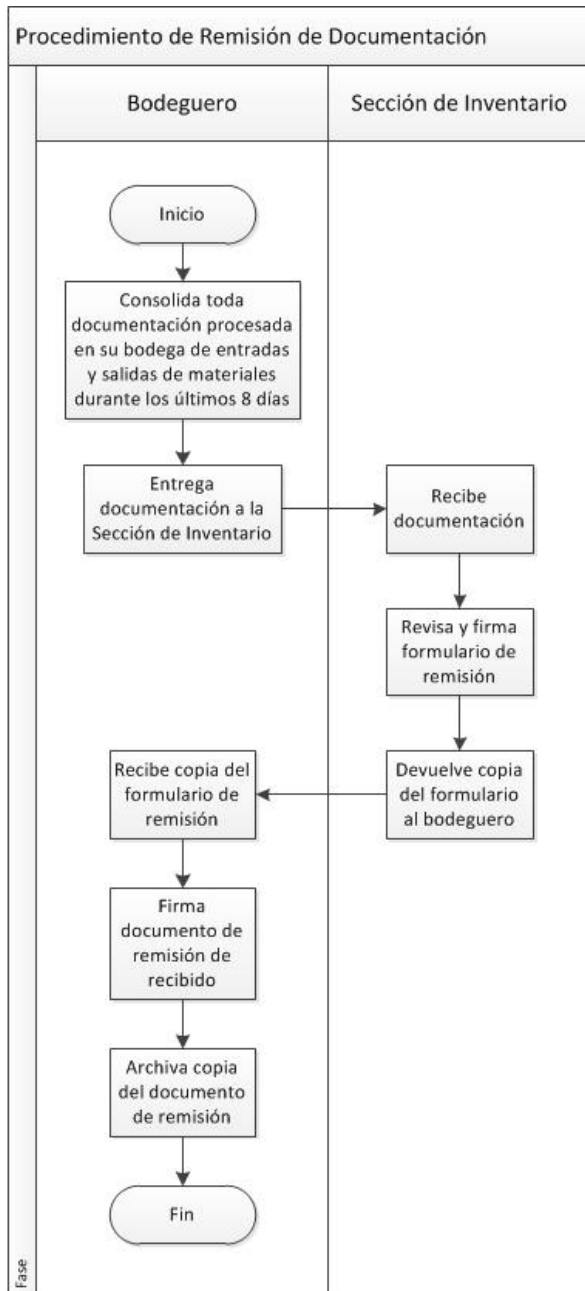 Procedimiento de Remisión de Documentación
Bodeguero
Sección de Inventario
Inicio
Consolida toda
documentación procesada
en su bodega de entradas
y salidas de materiales
durante los últimos 8 días
Entrega
documentación a la
Sección de Inventario
Recibe
documentación
Revisa y firma
formulario de
remisión
Devuelve copia
del formulario
al bodeguero
Recibe copia del
formulario de
remisión
Firma
documento de
remisión de
recibido
Archiva copia
del documento
de remisión
Fin
Fase